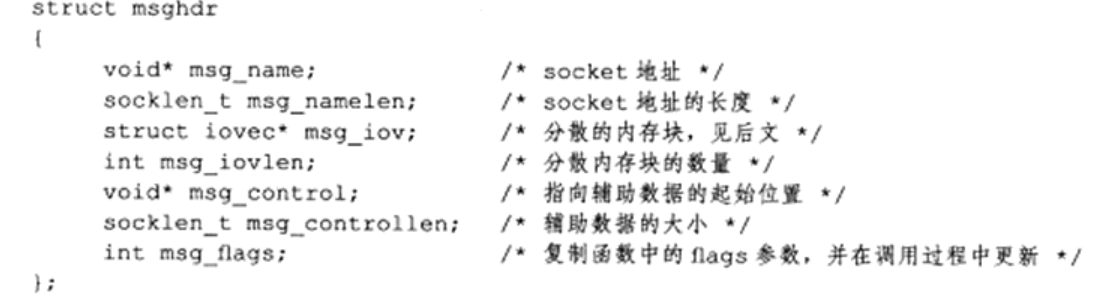 struct msghdr
{
void* msg_name; /* socket 地址 */
socklen_t msg_namelen; /* socket 地址的长度 */
struct iovec* msg_iov; /* 分散的内存块，见后文 */
int msg_iovlen; /* 分散内存块的数量 */
void* msg_control; /* 指向辅助数据的起始位置 */
socklen_t msg_controllen; /* 辅助数据的大小 */
int msg_flags; /* 复制函数中的 flags 参数，并在调用过程中更新 */
};